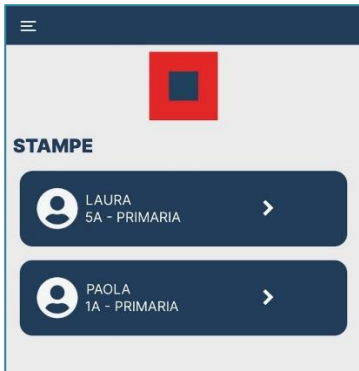 STAMPE
LAURA
5A - PRIMARIA
PAOLA
1A - PRIMARIA